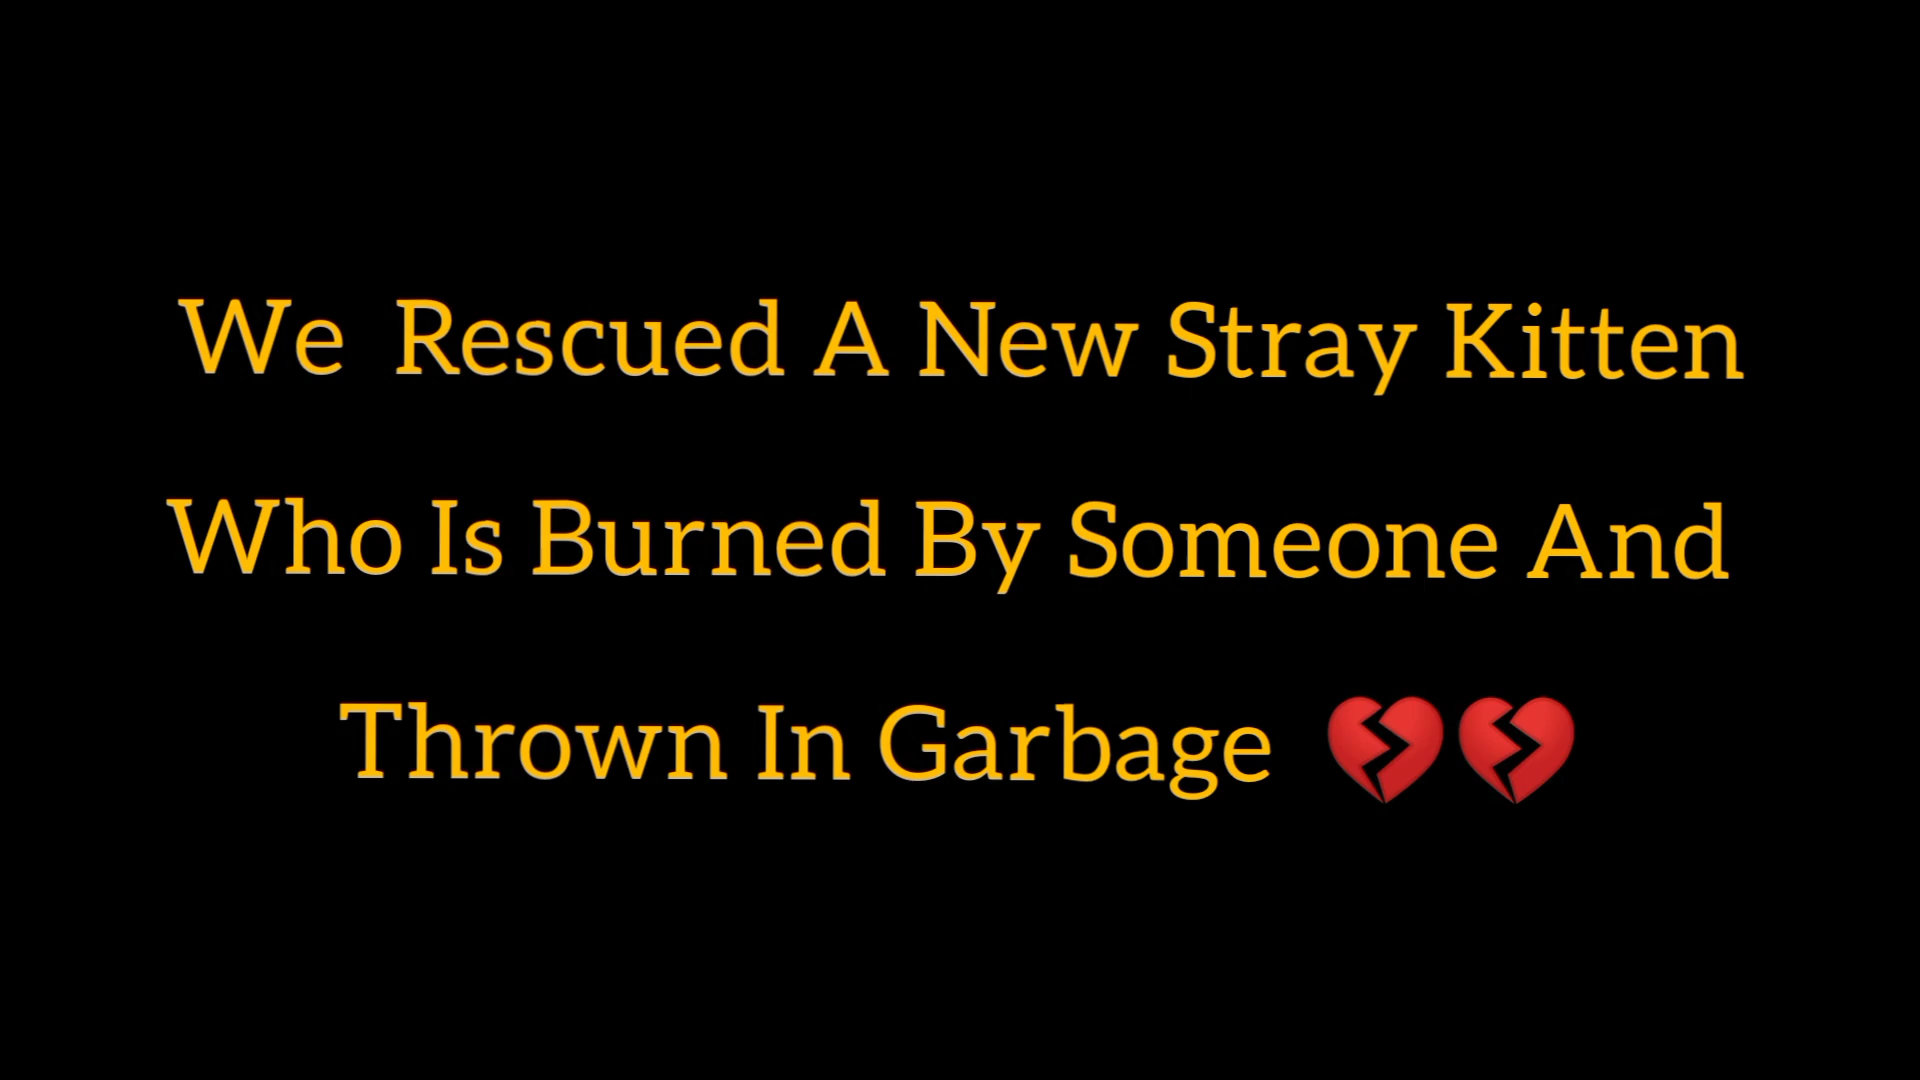 We Rescued A New Stray Kitten
Who Is Burned By Someone And
Thrown In Garbage 💔💔